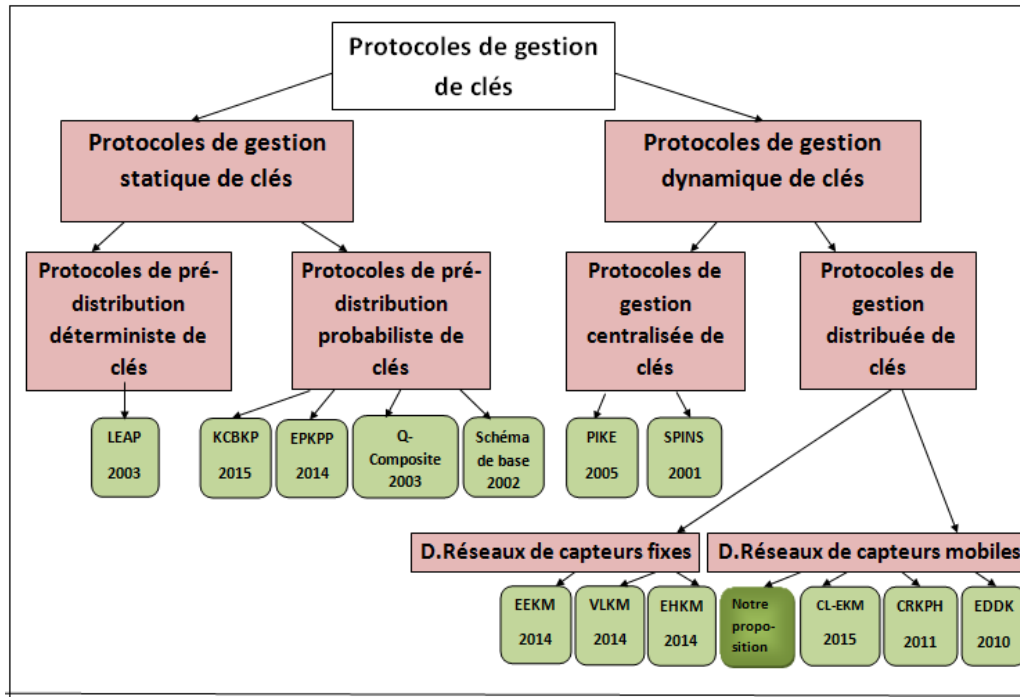 Protocoles de gestion
de clés
Protocoles de gestion
statique de clés
Protocoles de gestion
dynamique de clés
Protocoles de pré-
distribution
déterministe de
clés
Protocoles de pré-
distribution
probabiliste de
clés
Protocoles de
gestion
centralisée de
clés
Protocoles de
gestion
distribuée de
clés
LEAP
2003
KCBKP
2015
EPKPP
2014
Q-
Composite
2003
Schéma
de base
2002
PIKE
2005
SPINS
2001
D.Réseaux de capteurs fixes
D.Réseaux de capteurs mobiles
EEKM
2014
VLKM
2014
EHKM
2014
Notre
propo-
sition
CL-EKM
2015
CRKPH
2011
EDDK
2010